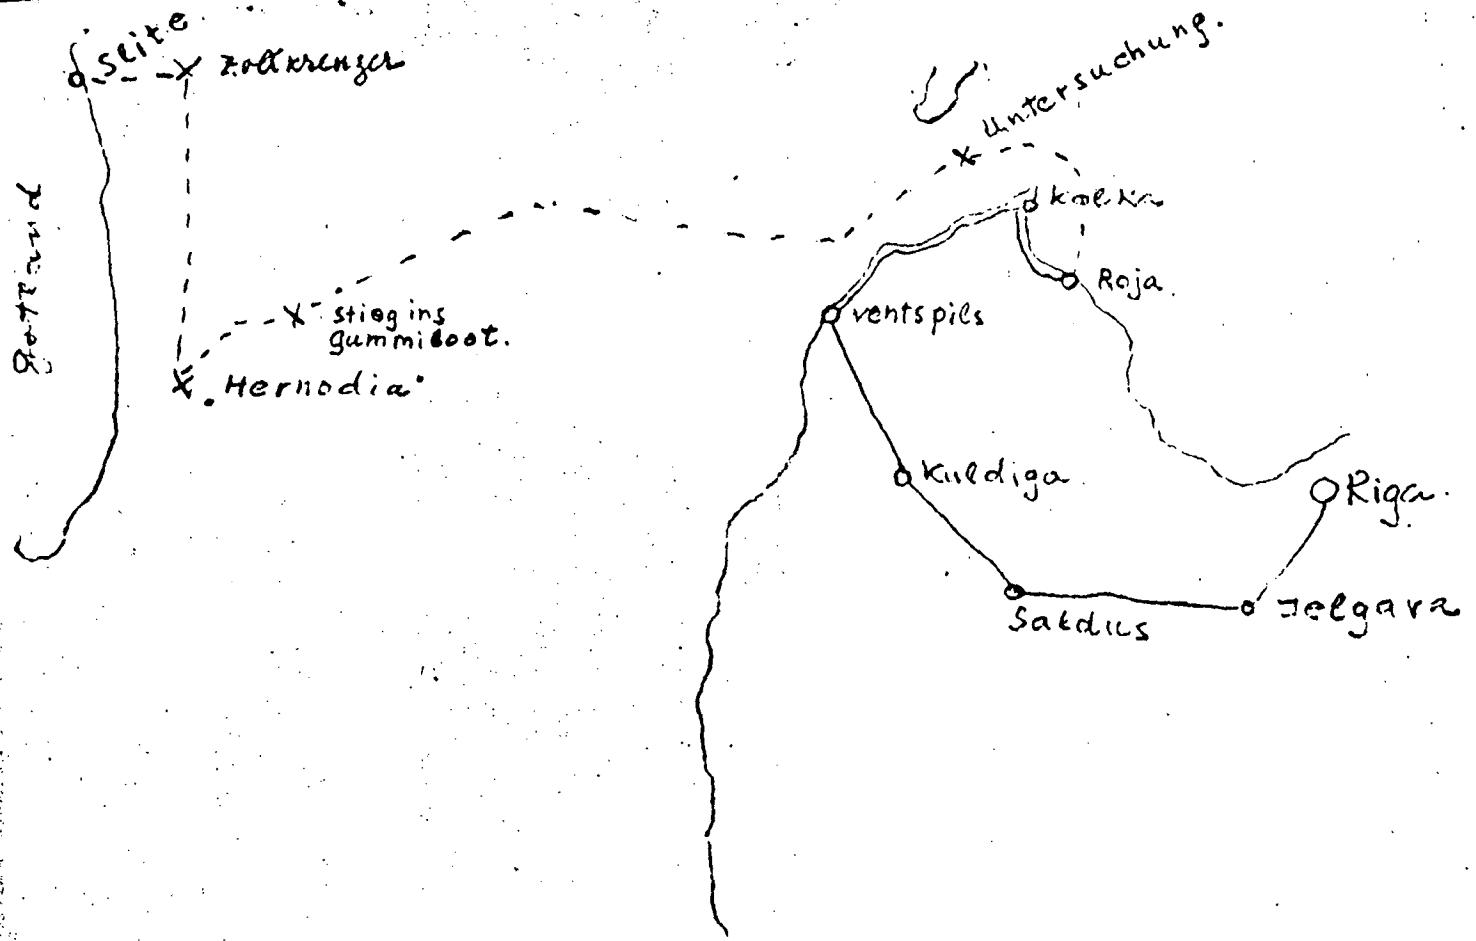 Slite.
Zollkreuzer
Untersuchung.
Gotland
Kolka
Roja.
Ventspils
stieg ins
gummiboot.
"Hernodia"
Kuldiga
Riga.
Saldus
Jelgava